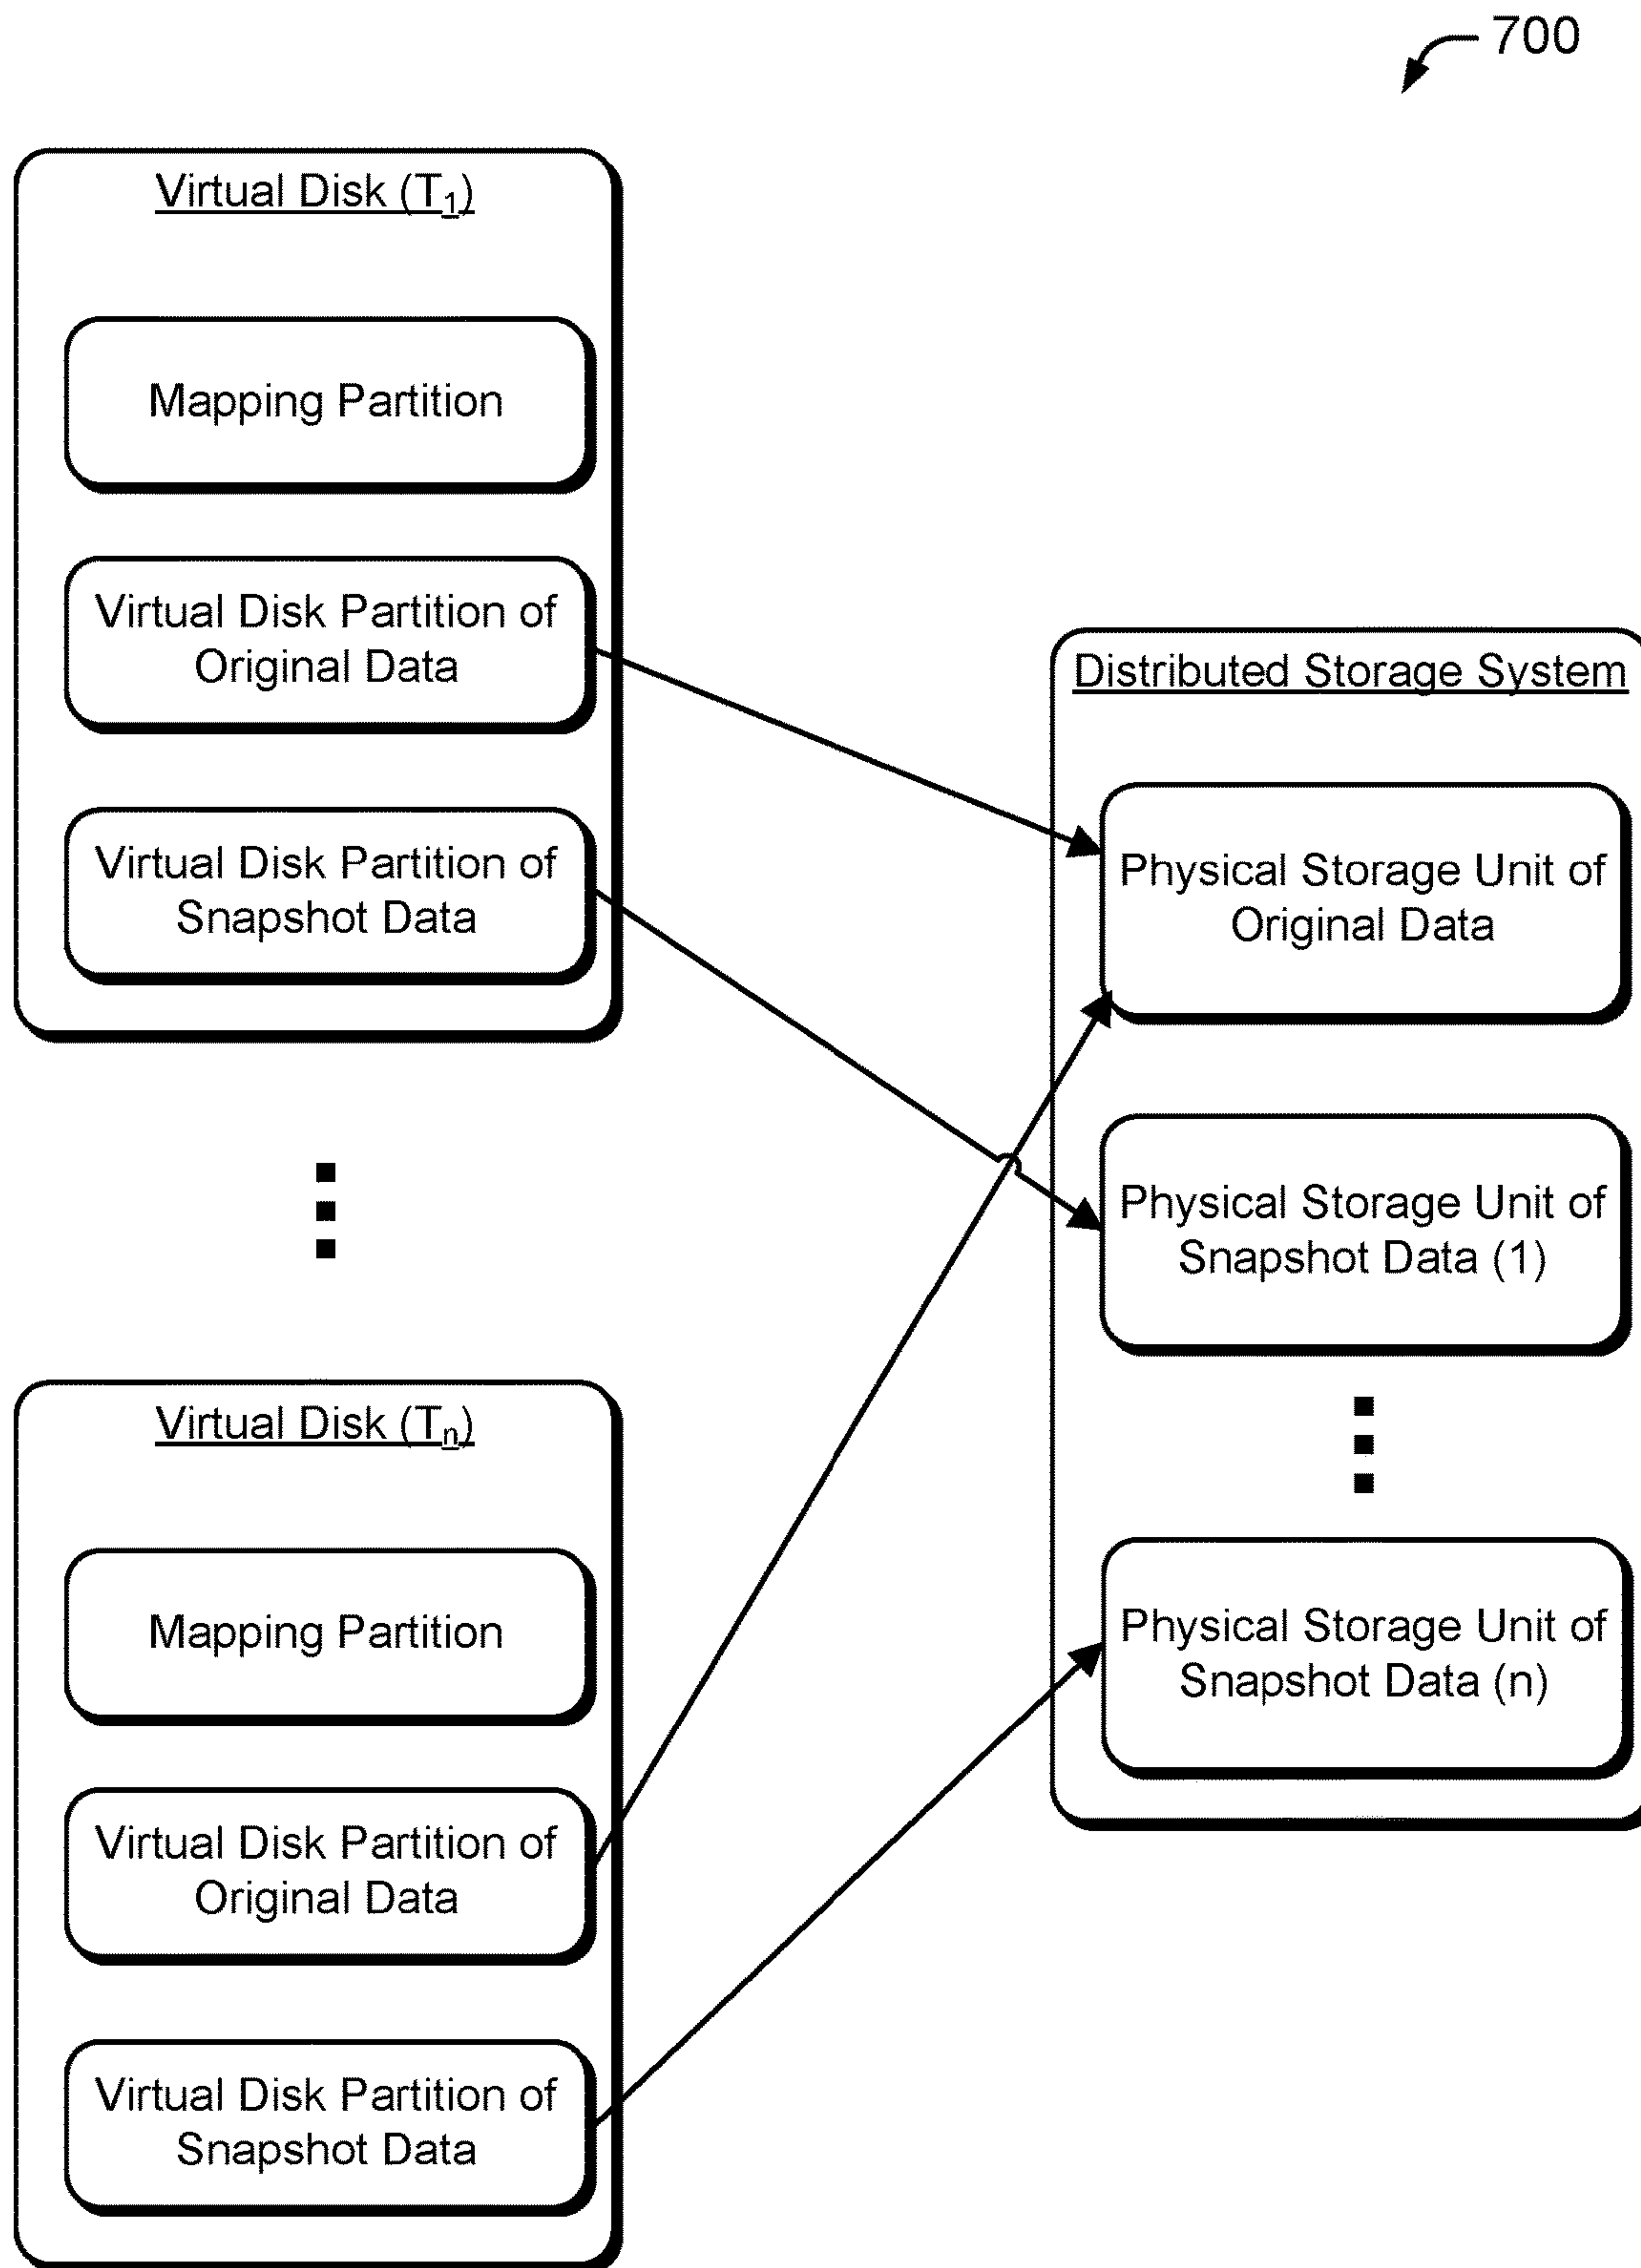 700
Virtual Disk (T1)
Mapping Partition
Virtual Disk Partition of
Original Data
Virtual Disk Partition of
Snapshot Data
Virtual Disk (Tn)
Mapping Partition
Virtual Disk Partition of
Original Data
Virtual Disk Partition of
Snapshot Data
Distributed Storage System
Physical Storage Unit of
Original Data
Physical Storage Unit of
Snapshot Data (1)
Physical Storage Unit of
Snapshot Data (n)